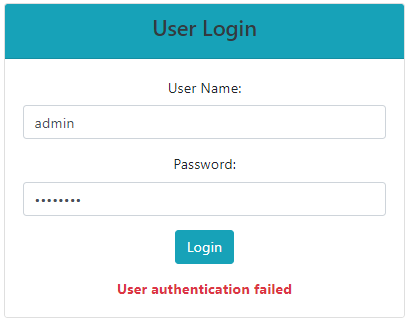 User Login
User Name:
admin
Password:
••••••••
Login
User authentication failed